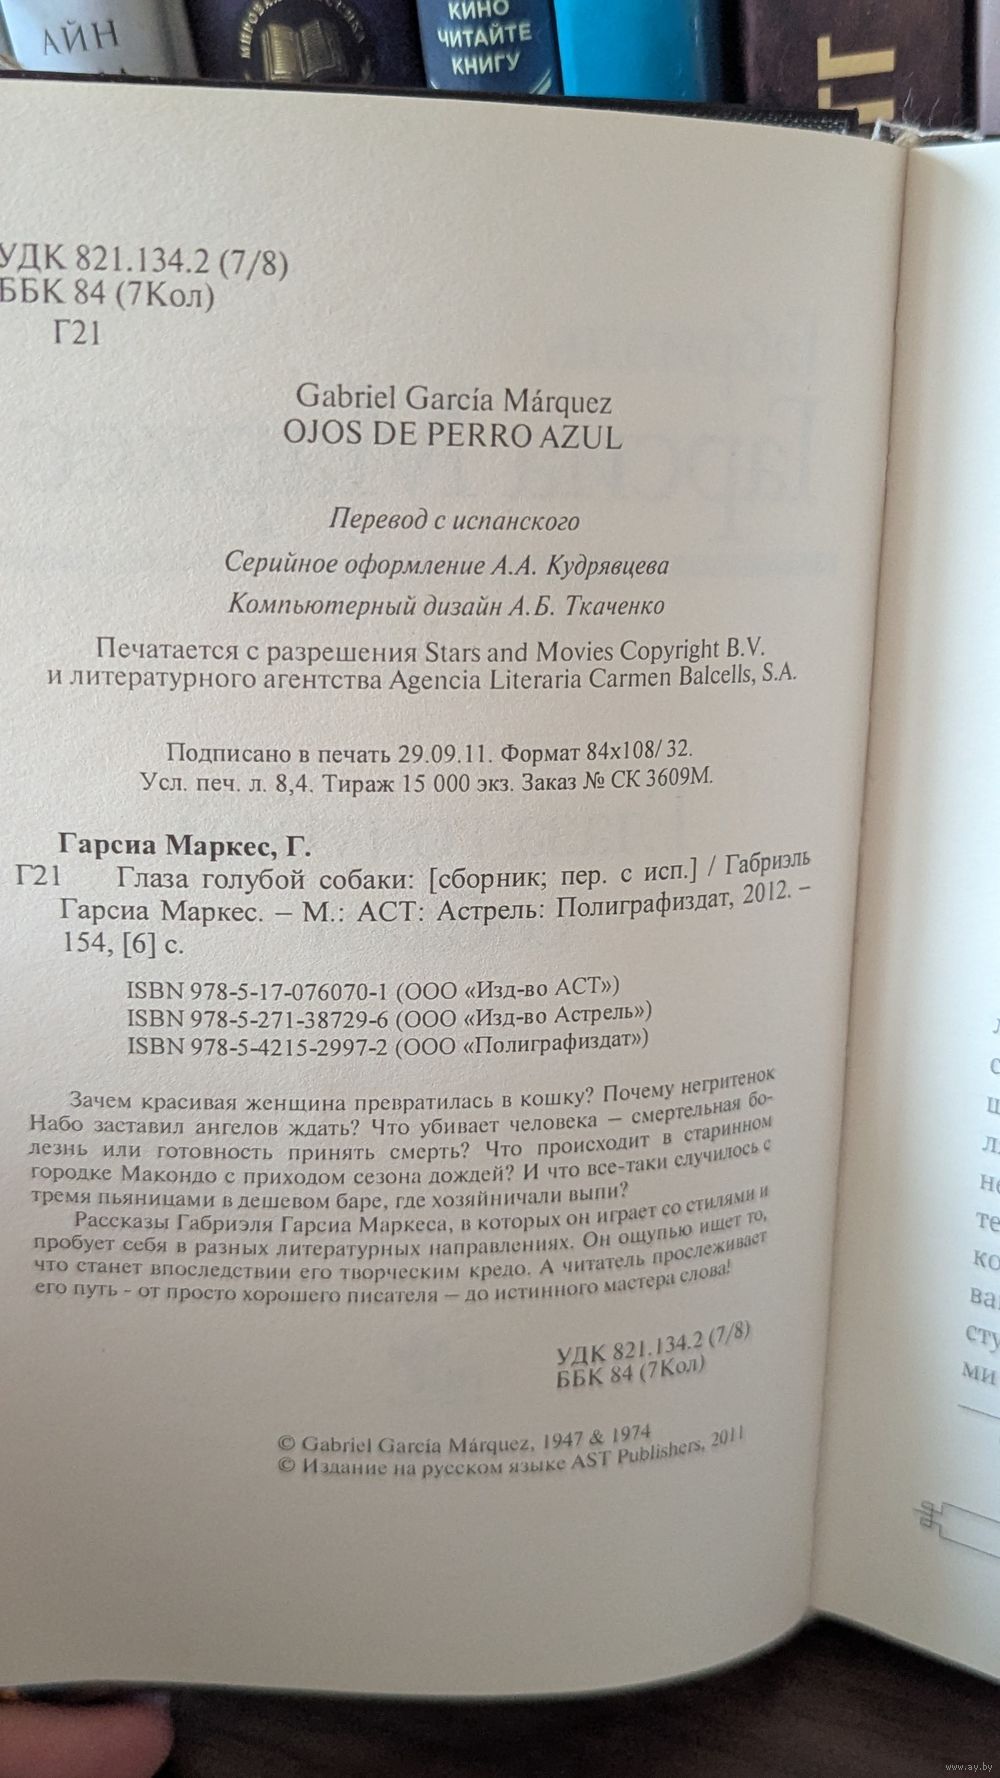 АЙН
КИНО
ЧИТАЙТЕ
КНИГУ
УДК 821.134.2 (7/8)
ББК 84 (7Кол)
Г21
Gabriel García Márquez
OJOS DE PERRO AZUL
Перевод с испанского
Серийное оформление А.А. Кудрявцева
Компьютерный дизайн А.Б. Ткаченко
Печатается с разрешения Stars and Movies Copyright B.V.
и литературного агентства Agencia Literaria Carmen Balcells, S.A.
Подписано в печать 29.09.11. Формат 84x108/ 32.
Усл. печ. л. 8,4. Тираж 15 000 экз. Заказ № СК 3609М.
Гарсиа Маркес, Г.
Г21 Глаза голубой собаки: [сборник; пер. с исп.] / Габриэль
Гарсиа Маркес. – М.: АСТ: Астрель: Полиграфиздат, 2012. –
154, [6] с.
ISBN 978-5-17-076070-1 (ООО «Изд-во АСТ»)
ISBN 978-5-271-38729-6 (ООО «Изд-во Астрель»)
ISBN 978-5-4215-2997-2 (ООО «Полиграфиздат»)
Зачем красивая женщина превратилась в кошку? Почему негритенок
Набо заставил ангелов ждать? Что убивает человека – смертельная бо-
лезнь или готовность принять смерть? Что происходит в старинном
городке Макондо с приходом сезона дождей? И что все-таки случилось с
тремя пьяницами в дешевом баре, где хозяйничали выпи?
Рассказы Габриэля Гарсиа Маркеса, в которых он играет со стилями и
пробует себя в разных литературных направлениях. Он ощупью ищет то,
что станет впоследствии его творческим кредо. А читатель прослеживает
его путь - от просто хорошего писателя – до истинного мастера слова!
УДК 821.134.2 (7/8)
ББК 84 (7Кол)
© Gabriel García Márquez, 1947 & 1974
© Издание на русском языке AST Publishers, 2011
www.ay.by